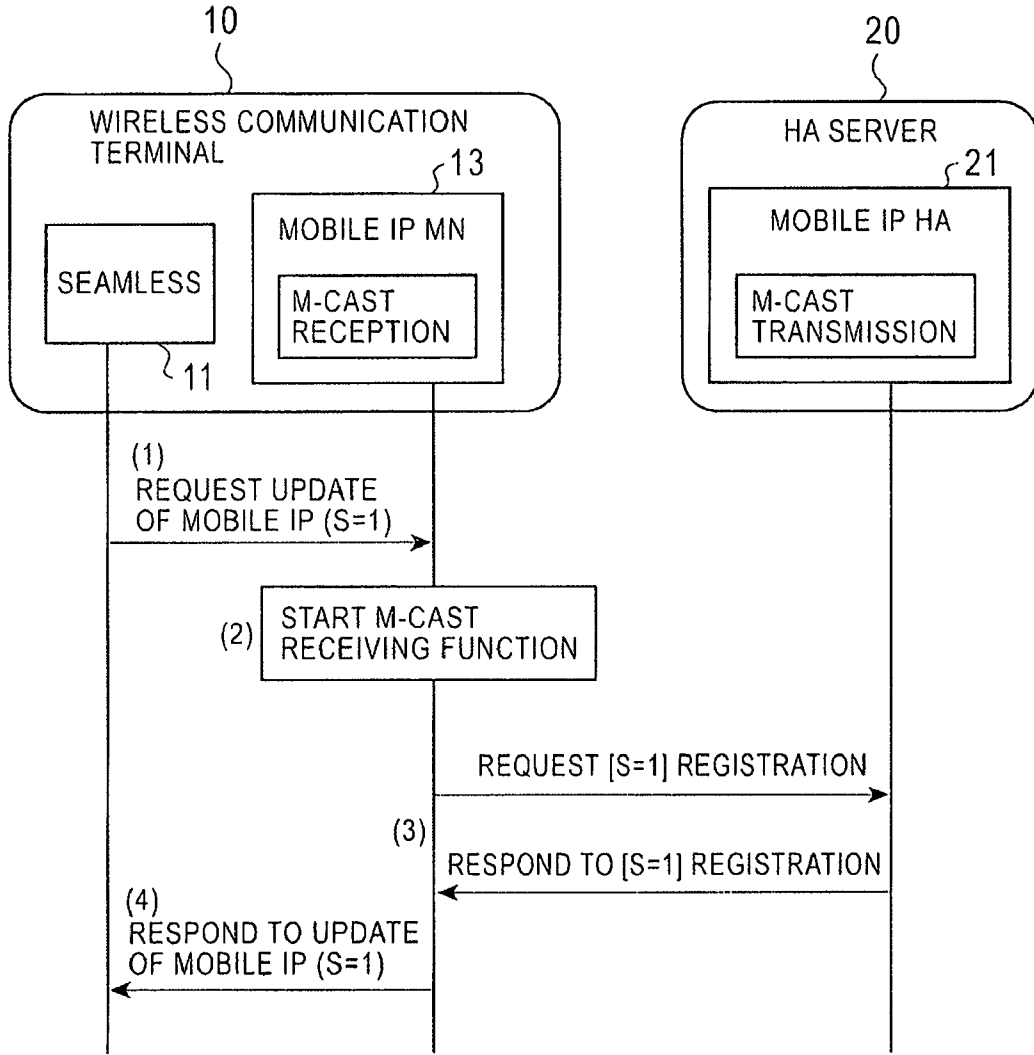 10
20
WIRELESS COMMUNICATION
TERMINAL
HA SERVER
13
21
SEAMLESS
11
MOBILE IP MN
M-CAST
RECEPTION
MOBILE IP HA
M-CAST
TRANSMISSION
(1)
REQUEST UPDATE
OF MOBILE IP (S=1)
(2)
START M-CAST
RECEIVING FUNCTION
REQUEST [S=1] REGISTRATION
(3)
RESPOND TO [S=1] REGISTRATION
(4)
RESPOND TO UPDATE
OF MOBILE IP (S=1)